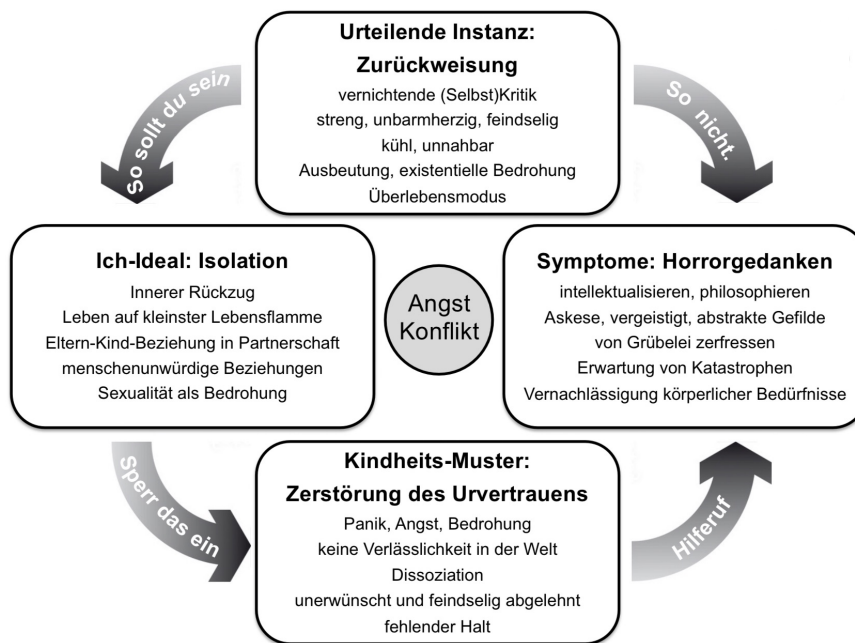 Urteilende Instanz:
Zurückweisung
vernichtende (Selbst)Kritik
streng, unbarmherzig, feindselig
kühl, unnahbar
Ausbeutung, existentielle Bedrohung
Überlebensmodus
So sollt du sein
So nicht.
Ich-Ideal: Isolation
Innerer Rückzug
Leben auf kleinster Lebensflamme
Eltern-Kind-Beziehung in Partnerschaft
menschenunwürdige Beziehungen
Sexualität als Bedrohung
Angst
Konflikt
Symptome: Horrorgedanken
intellektualisieren, philosophieren
Askese, vergeistigt, abstrakte Gefilde
von Grübelei zerfressen
Erwartung von Katastrophen
Vernachlässigung körperlicher Bedürfnisse
Sperr das ein
Kindheits-Muster:
Zerstörung des Urvertrauens
Panik, Angst, Bedrohung
keine Verlässlichkeit in der Welt
Dissoziation
unerwünscht und feindselig abgelehnt
fehlender Halt
Hilferuf